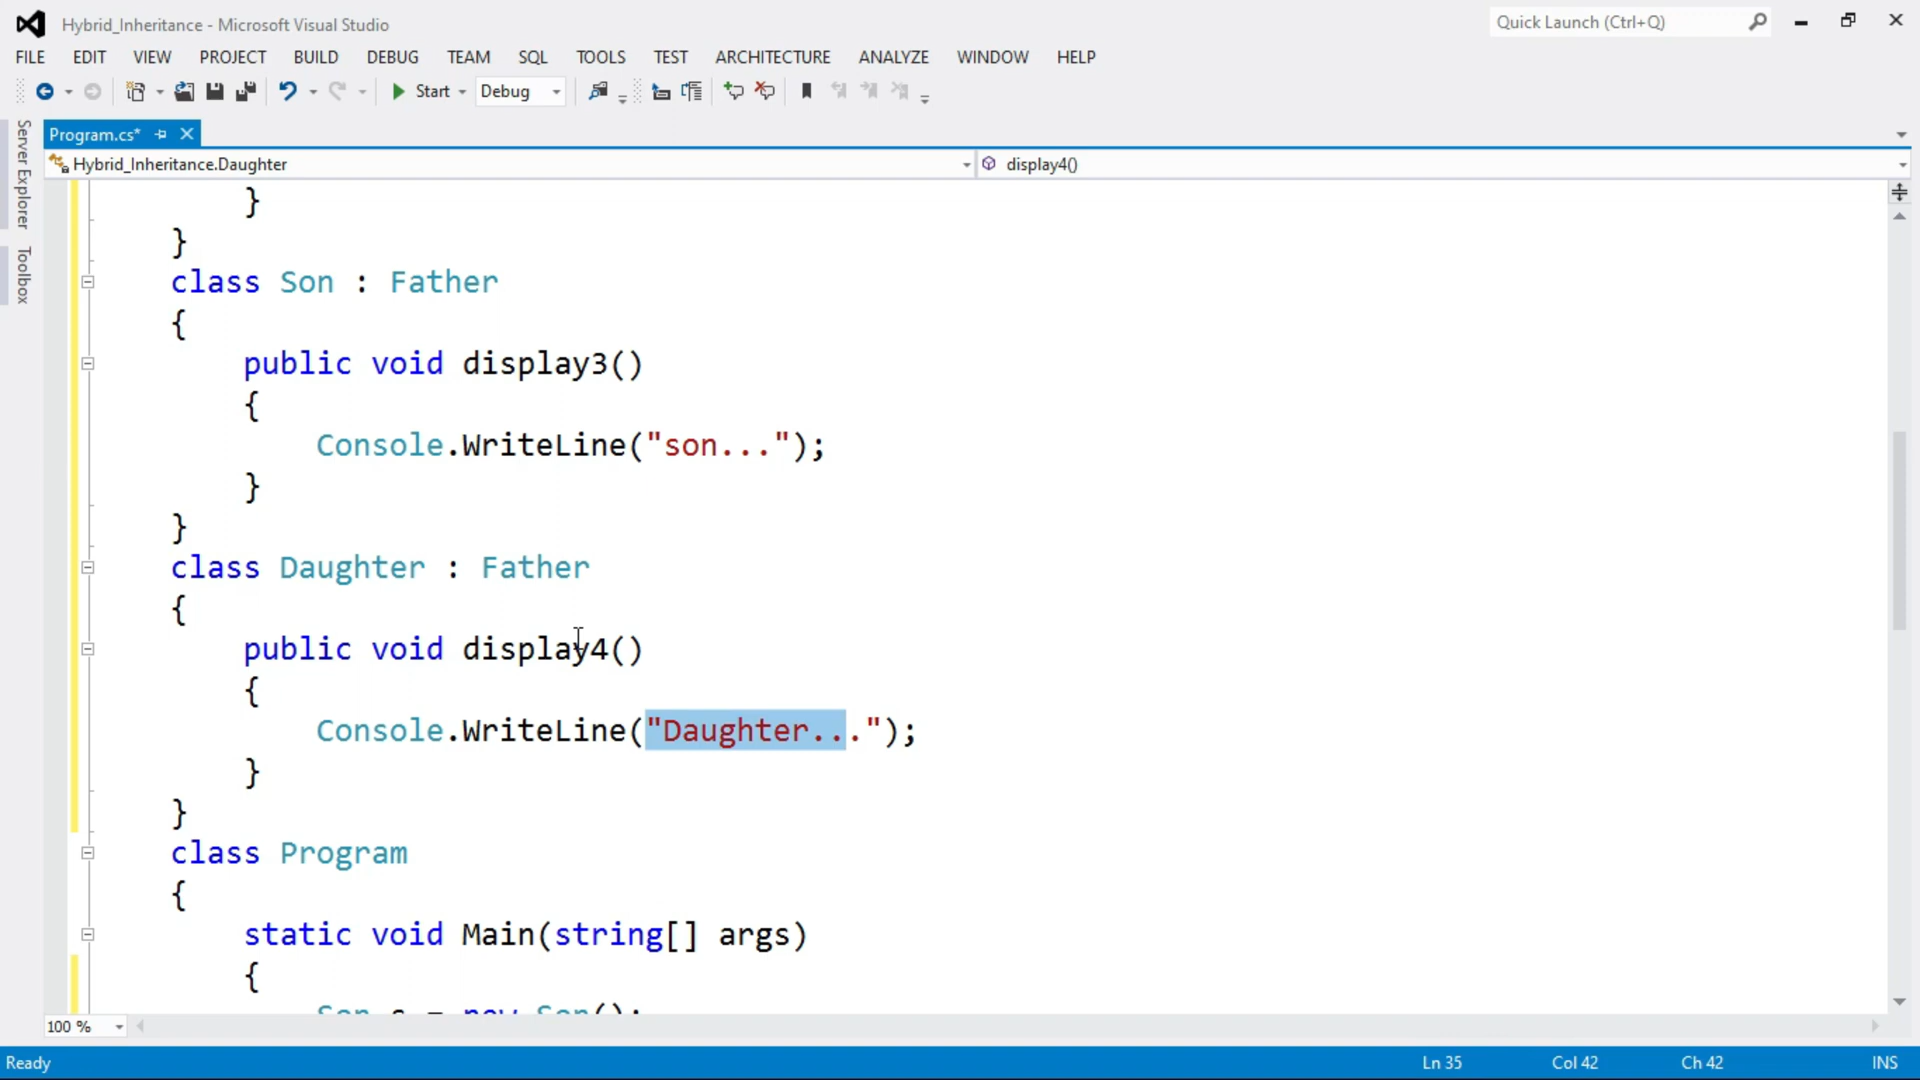 Hybrid_Inheritance - Microsoft Visual Studio
Quick Launch (Ctrl+Q)
FILE EDIT VIEW PROJECT BUILD DEBUG TEAM SQL TOOLS TEST ARCHITECTURE ANALYZE WINDOW HELP
Start Debug
Program.cs*
Hybrid_Inheritance.Daughter display4()
Server Explorer
Toolbox
}
}
class Son : Father
{
public void display3()
{
Console.WriteLine("son...");
}
}
class Daughter : Father
{
public void display4()
{
Console.WriteLine("Daughter...");
}
}
class Program
{
static void Main(string[] args)
{
Son s = new Son();
100 %
Ready Ln 35 Col 42 Ch 42 INS